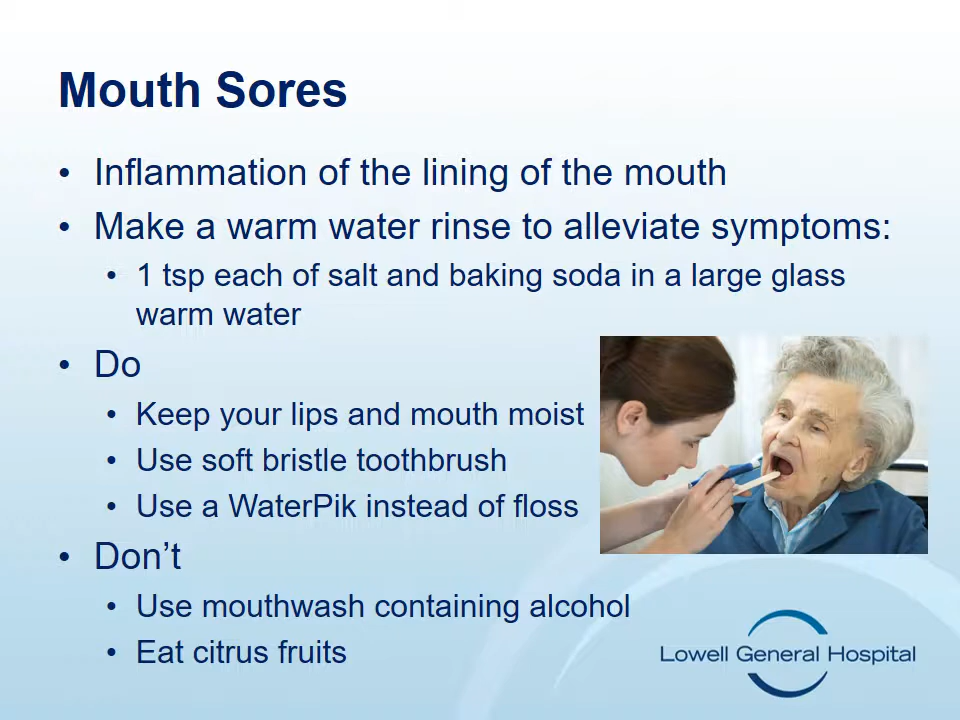 Mouth Sores
• Inflammation of the lining of the mouth
• Make a warm water rinse to alleviate symptoms:
• 1 tsp each of salt and baking soda in a large glass
warm water
• Do
• Keep your lips and mouth moist
• Use soft bristle toothbrush
• Use a WaterPik instead of floss
• Don’t
• Use mouthwash containing alcohol
• Eat citrus fruits
Lowell General Hospital